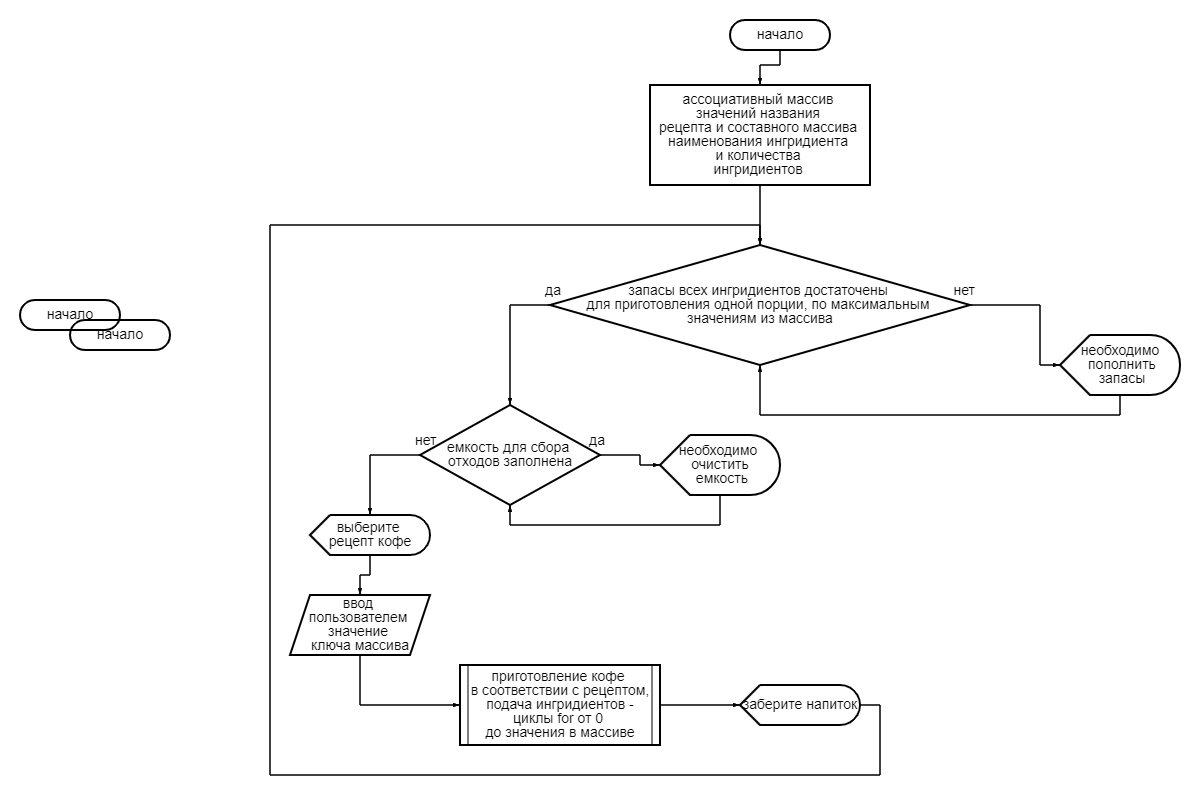 начало
ассоциативный массив
значений названия
рецепта и составного массива
наименования ингридиента
и количества
ингридиентов
да
запасы всех ингридиентов достаточены
для приготовления одной порции, по максимальным
значениям из массива
нет
начало
начало
необходимо
пополнить
запасы
нет
емкость для сбора
отходов заполнена
да
необходимо
очистить
емкость
выберите
рецепт кофе
ввод
пользователем
значение
ключа массива
приготовление кофе
в соответствии с рецептом,
подача ингридиентов -
циклы for от 0
до значения в массиве
заберите напиток